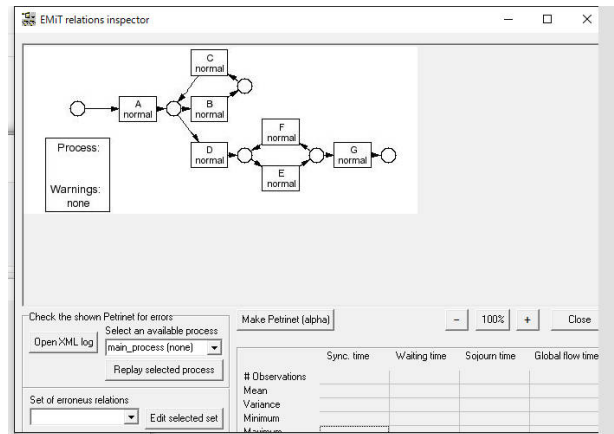 EMiT relations inspector
C
normal
A
normal
B
normal
F
normal
D
normal
G
normal
E
normal
Process:
Warnings:
none
Check the shown Petrinet for errors
Open XML log
Select an available process
main_process (none)
Replay selected process
Set of erroneus relations
Edit selected set
Make Petrinet (alpha)
- 100% + Close
Sync. time Waiting time Sojourn time Global flow time
# Observations
Mean
Variance
Minimum
Maximum